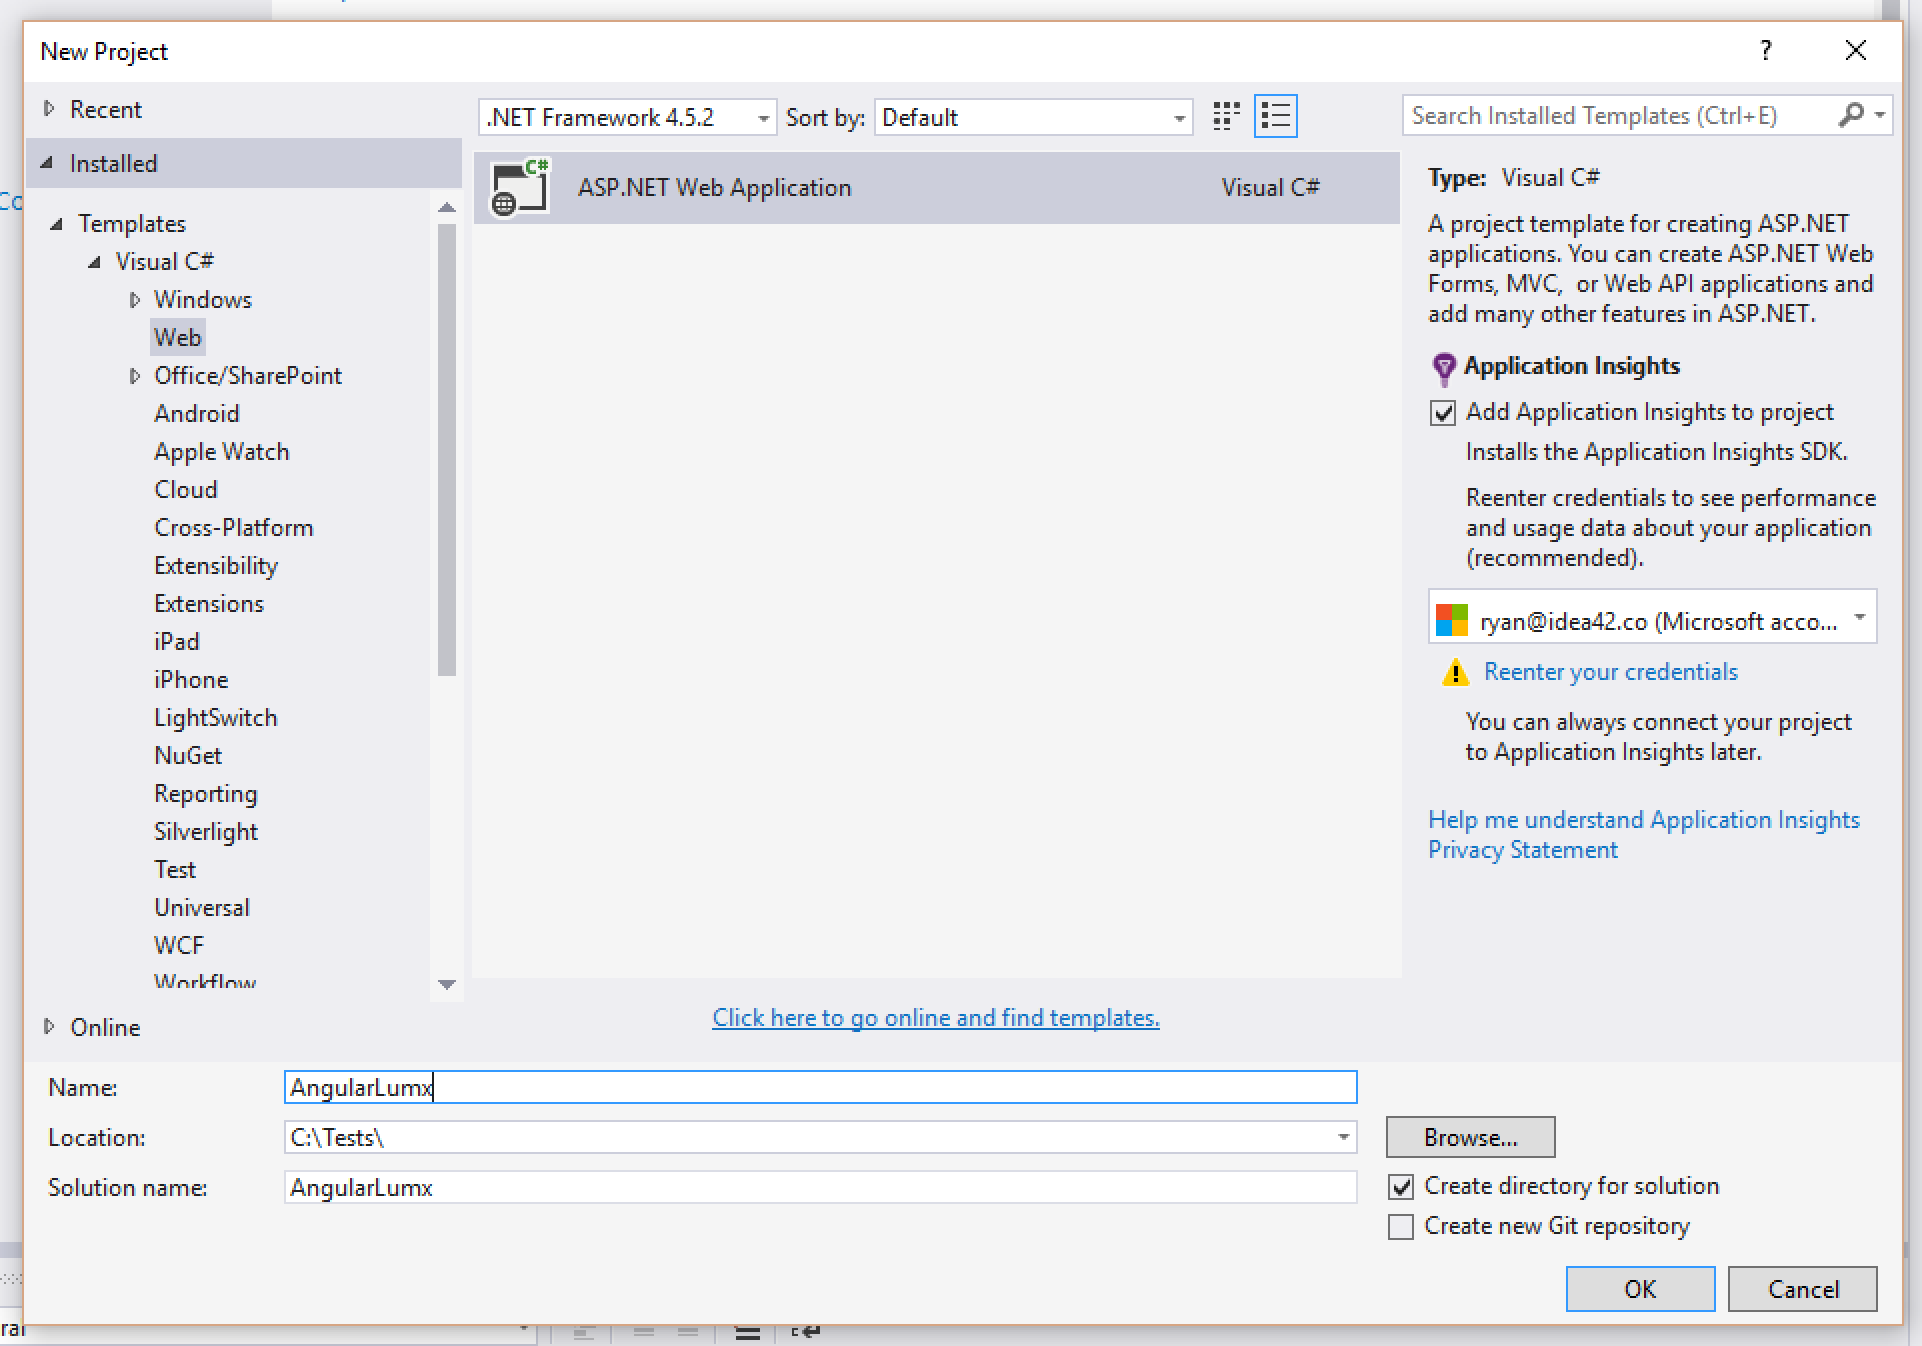 New Project
?
Recent
Installed
Templates
Visual C#
Windows
Web
Office/SharePoint
Android
Apple Watch
Cloud
Cross-Platform
Extensibility
Extensions
iPad
iPhone
LightSwitch
NuGet
Reporting
Silverlight
Test
Universal
WCF
Workflow
Online
.NET Framework 4.5.2
Sort by:
Default
Search Installed Templates (Ctrl+E)
C#
ASP.NET Web Application
Visual C#
Type: Visual C#
A project template for creating ASP.NET
applications. You can create ASP.NET Web
Forms, MVC, or Web API applications and
add many other features in ASP.NET.
Application Insights
Add Application Insights to project
Installs the Application Insights SDK.
Reenter credentials to see performance
and usage data about your application
(recommended).
ryan@idea42.co (Microsoft acco...
Reenter your credentials
You can always connect your project
to Application Insights later.
Help me understand Application Insights
Privacy Statement
Click here to go online and find templates.
Name:
AngularLumx
Location:
C:\Tests\
Browse...
Solution name:
AngularLumx
Create directory for solution
Create new Git repository
OK
Cancel